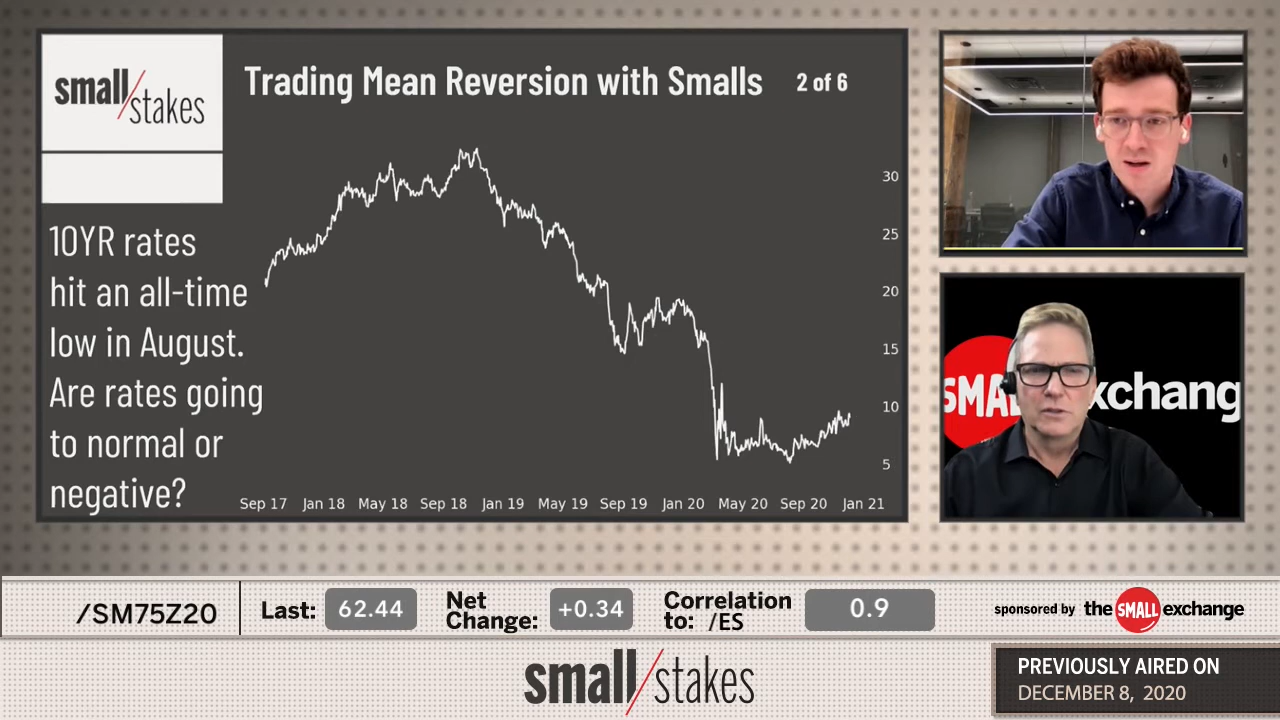 small/stakes
Trading Mean Reversion with Smalls
2 of 6
10YR rates
hit an all-time
low in August.
Are rates going
to normal or
negative?
30
25
20
15
10
5
Sep 17 Jan 18 May 18 Sep 18 Jan 19 May 19 Sep 19 Jan 20 May 20 Sep 20 Jan 21
SMA xchang
/SM75Z20
Last: 62.44
Net
Change: +0.34
Correlation
to: /ES 0.9
sponsored by the SMALL exchange
small/stakes
PREVIOUSLY AIRED ON
DECEMBER 8, 2020